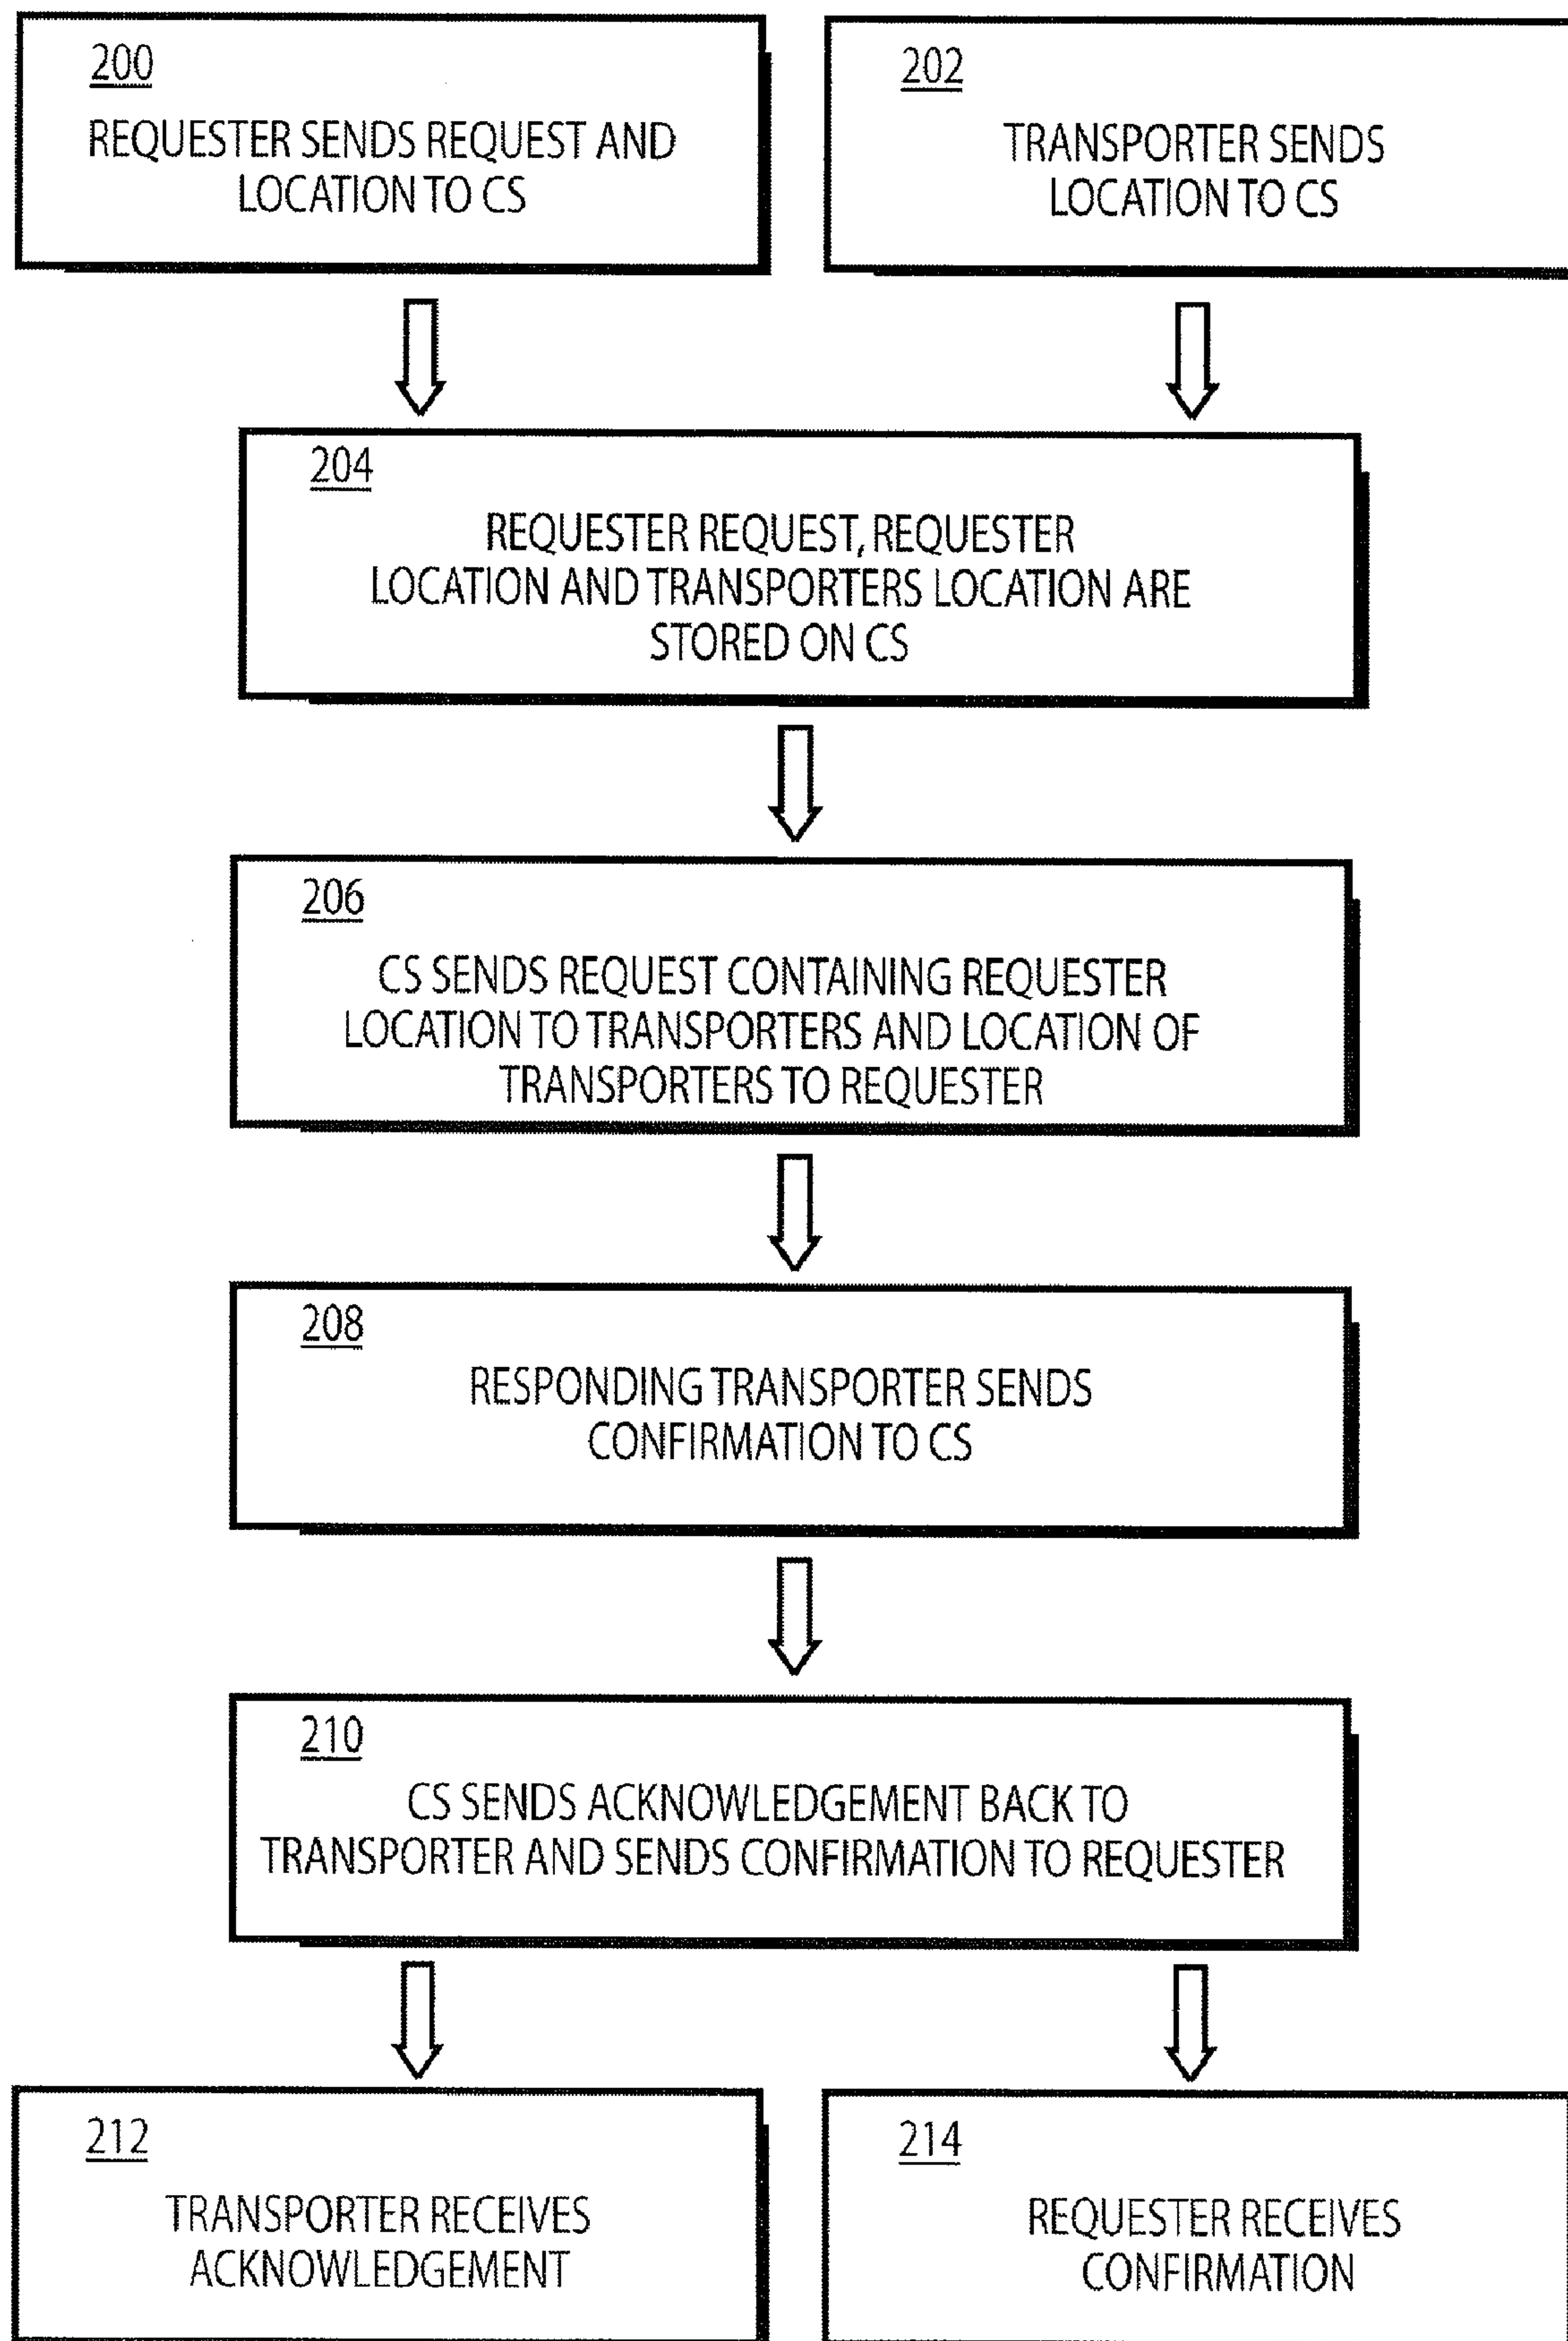 200
REQUESTER SENDS REQUEST AND
LOCATION TO CS
202
TRANSPORTER SENDS
LOCATION TO CS
204
REQUESTER REQUEST, REQUESTER
LOCATION AND TRANSPORTERS LOCATION ARE
STORED ON CS
206
CS SENDS REQUEST CONTAINING REQUESTER
LOCATION TO TRANSPORTERS AND LOCATION OF
TRANSPORTERS TO REQUESTER
208
RESPONDING TRANSPORTER SENDS
CONFIRMATION TO CS
210
CS SENDS ACKNOWLEDGEMENT BACK TO
TRANSPORTER AND SENDS CONFIRMATION TO REQUESTER
212
TRANSPORTER RECEIVES
ACKNOWLEDGEMENT
214
REQUESTER RECEIVES
CONFIRMATION